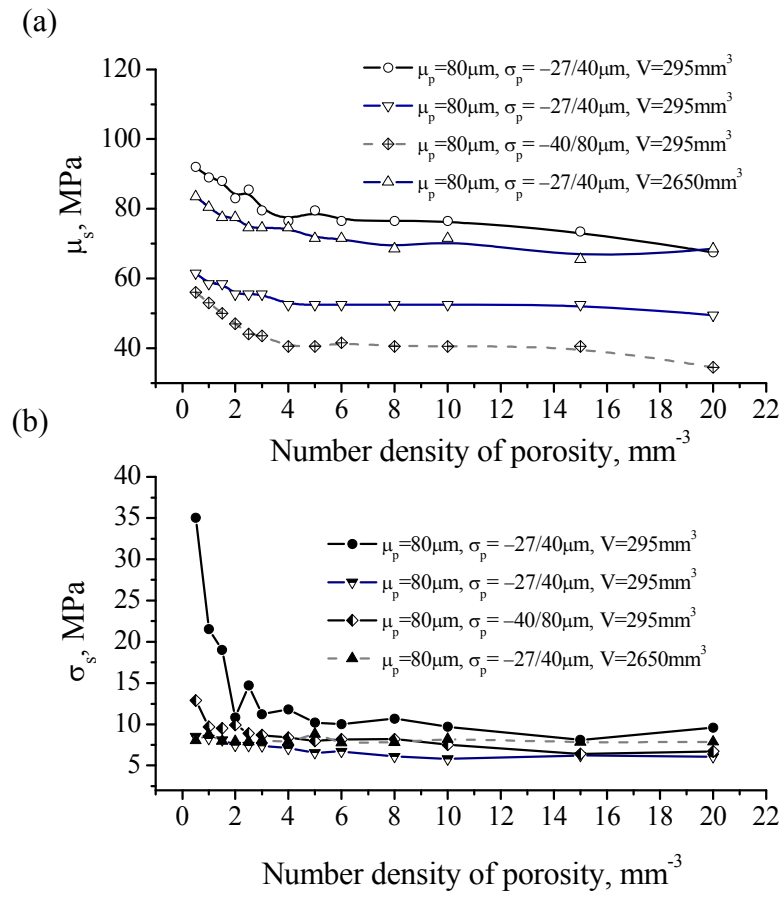 (a)
120
100
80
60
40
μs, MPa
μp=80μm, σp= –27/40μm, V=295mm³
μp=80μm, σp= –27/40μm, V=295mm³
μp=80μm, σp= –40/80μm, V=295mm³
μp=80μm, σp= –27/40μm, V=2650mm³
0 2 4 6 8 10 12 14 16 18 20 22
Number density of porosity, mm⁻³
(b)
40
35
30
25
20
15
10
5
σs, MPa
μp=80μm, σp= –27/40μm, V=295mm³
μp=80μm, σp= –27/40μm, V=295mm³
μp=80μm, σp= –40/80μm, V=295mm³
μp=80μm, σp= –27/40μm, V=2650mm³
0 2 4 6 8 10 12 14 16 18 20 22
Number density of porosity, mm⁻³